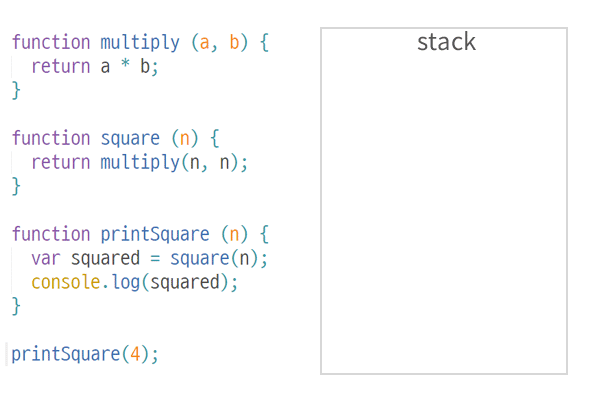 function multiply (a, b) {
  return a * b;
}

function square (n) {
  return multiply(n, n);
}

function printSquare (n) {
  var squared = square(n);
  console.log(squared);
}

printSquare(4);
stack